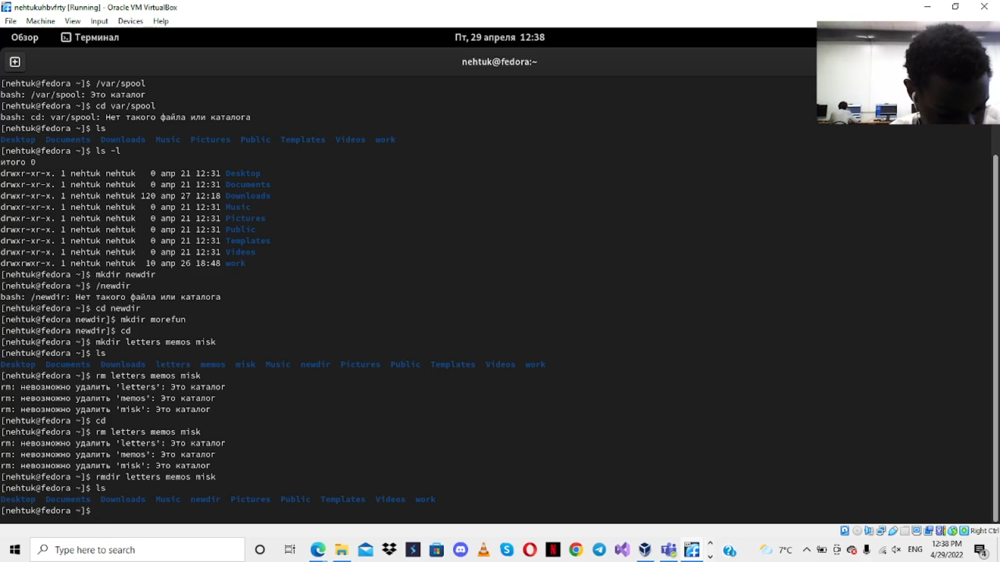 nehtukuhbvfrty [Running] - Oracle VM VirtualBox
File Machine View Input Devices Help
Обзор Терминал Пт, 29 апреля 12:38
nehtuk@fedora:~
[nehtuk@fedora ~]$ /var/spool
bash: /var/spool: Это каталог
[nehtuk@fedora ~]$ cd var/spool
bash: cd: var/spool: Нет такого файла или каталога
[nehtuk@fedora ~]$ ls
Desktop Documents Downloads Music Pictures Public Templates Videos work
[nehtuk@fedora ~]$ ls -l
итого 0
drwxr-xr-x. 1 nehtuk nehtuk 0 апр 21 12:31 Desktop
drwxr-xr-x. 1 nehtuk nehtuk 0 апр 21 12:31 Documents
drwxr-xr-x. 1 nehtuk nehtuk 120 апр 27 12:18 Downloads
drwxr-xr-x. 1 nehtuk nehtuk 0 апр 21 12:31 Music
drwxr-xr-x. 1 nehtuk nehtuk 0 апр 21 12:31 Pictures
drwxr-xr-x. 1 nehtuk nehtuk 0 апр 21 12:31 Public
drwxr-xr-x. 1 nehtuk nehtuk 0 апр 21 12:31 Templates
drwxr-xr-x. 1 nehtuk nehtuk 0 апр 21 12:31 Videos
drwxrwxr-x. 1 nehtuk nehtuk 10 апр 26 18:48 work
[nehtuk@fedora ~]$ mkdir newdir
[nehtuk@fedora ~]$ /newdir
bash: /newdir: Нет такого файла или каталога
[nehtuk@fedora ~]$ cd newdir
[nehtuk@fedora newdir]$ mkdir morefun
[nehtuk@fedora newdir]$ cd
[nehtuk@fedora ~]$ mkdir letters memos misk
[nehtuk@fedora ~]$ ls
Desktop Documents Downloads letters memos misk Music newdir Pictures Public Templates Videos work
[nehtuk@fedora ~]$ rm letters memos misk
rm: невозможно удалить 'letters': Это каталог
rm: невозможно удалить 'memos': Это каталог
rm: невозможно удалить 'misk': Это каталог
[nehtuk@fedora ~]$ cd
[nehtuk@fedora ~]$ rm letters memos misk
rm: невозможно удалить 'letters': Это каталог
rm: невозможно удалить 'memos': Это каталог
rm: невозможно удалить 'misk': Это каталог
[nehtuk@fedora ~]$ rmdir letters memos misk
[nehtuk@fedora ~]$ ls
Desktop Documents Downloads Music newdir Pictures Public Templates Videos work
[nehtuk@fedora ~]$
Right Ctrl
Type here to search
7°C
ENG
12:38 PM
4/29/2022
4